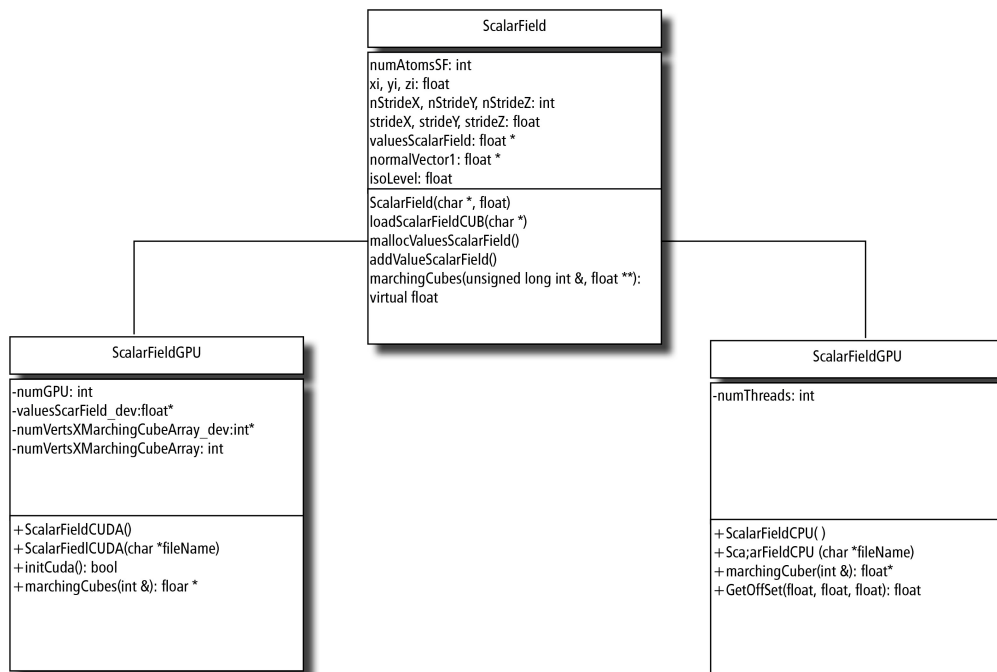 ScalarField
numAtomsSF: int
xi, yi, zi: float
nStrideX, nStrideY, nStrideZ: int
strideX, strideY, strideZ: float
valuesScalarField: float *
normalVector1: float *
isoLevel: float
ScalarField(char *, float)
loadScalarFieldCUB(char *)
mallocValuesScalarField()
addValueScalarField()
marchingCubes(unsigned long int &, float **):
virtual float
ScalarFieldGPU
-numGPU: int
-valuesScarField_dev:float*
-numVertsXMarchingCubeArray_dev:int*
-numVertsXMarchingCubeArray: int
+ScalarFieldCUDA()
+ScalarFiedlCUDA(char *fileName)
+initCuda(): bool
+marchingCubes(int &): floar *
ScalarFieldGPU
-numThreads: int
+ScalarFieldCPU( )
+Sca;arFieldCPU (char *fileName)
+marchingCuber(int &): float*
+GetOffSet(float, float, float): float